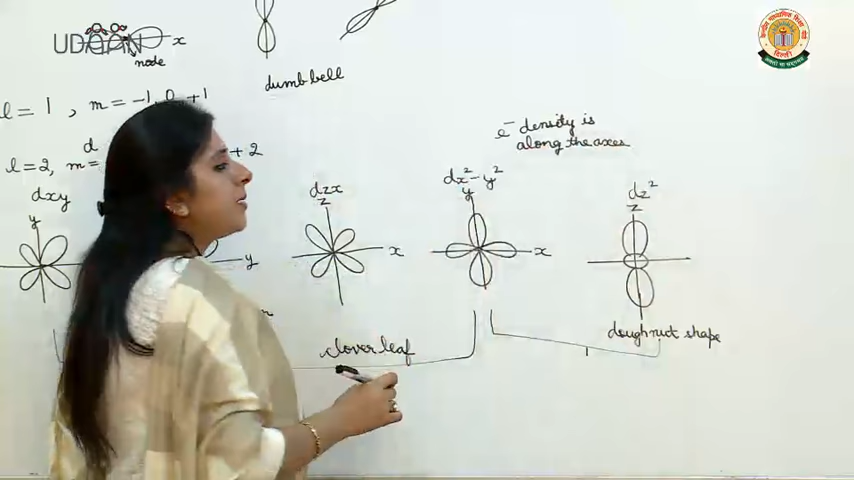 UDAAN
x
node
dumb bell
l = 1 , m = -1, 0, +1
d
l = 2, m = + 2
e⁻ density is
along the axes
dxy
dzx
dx²-y²
dz²
y
z
y
z
y
x
x
clover leaf
doughnut shape